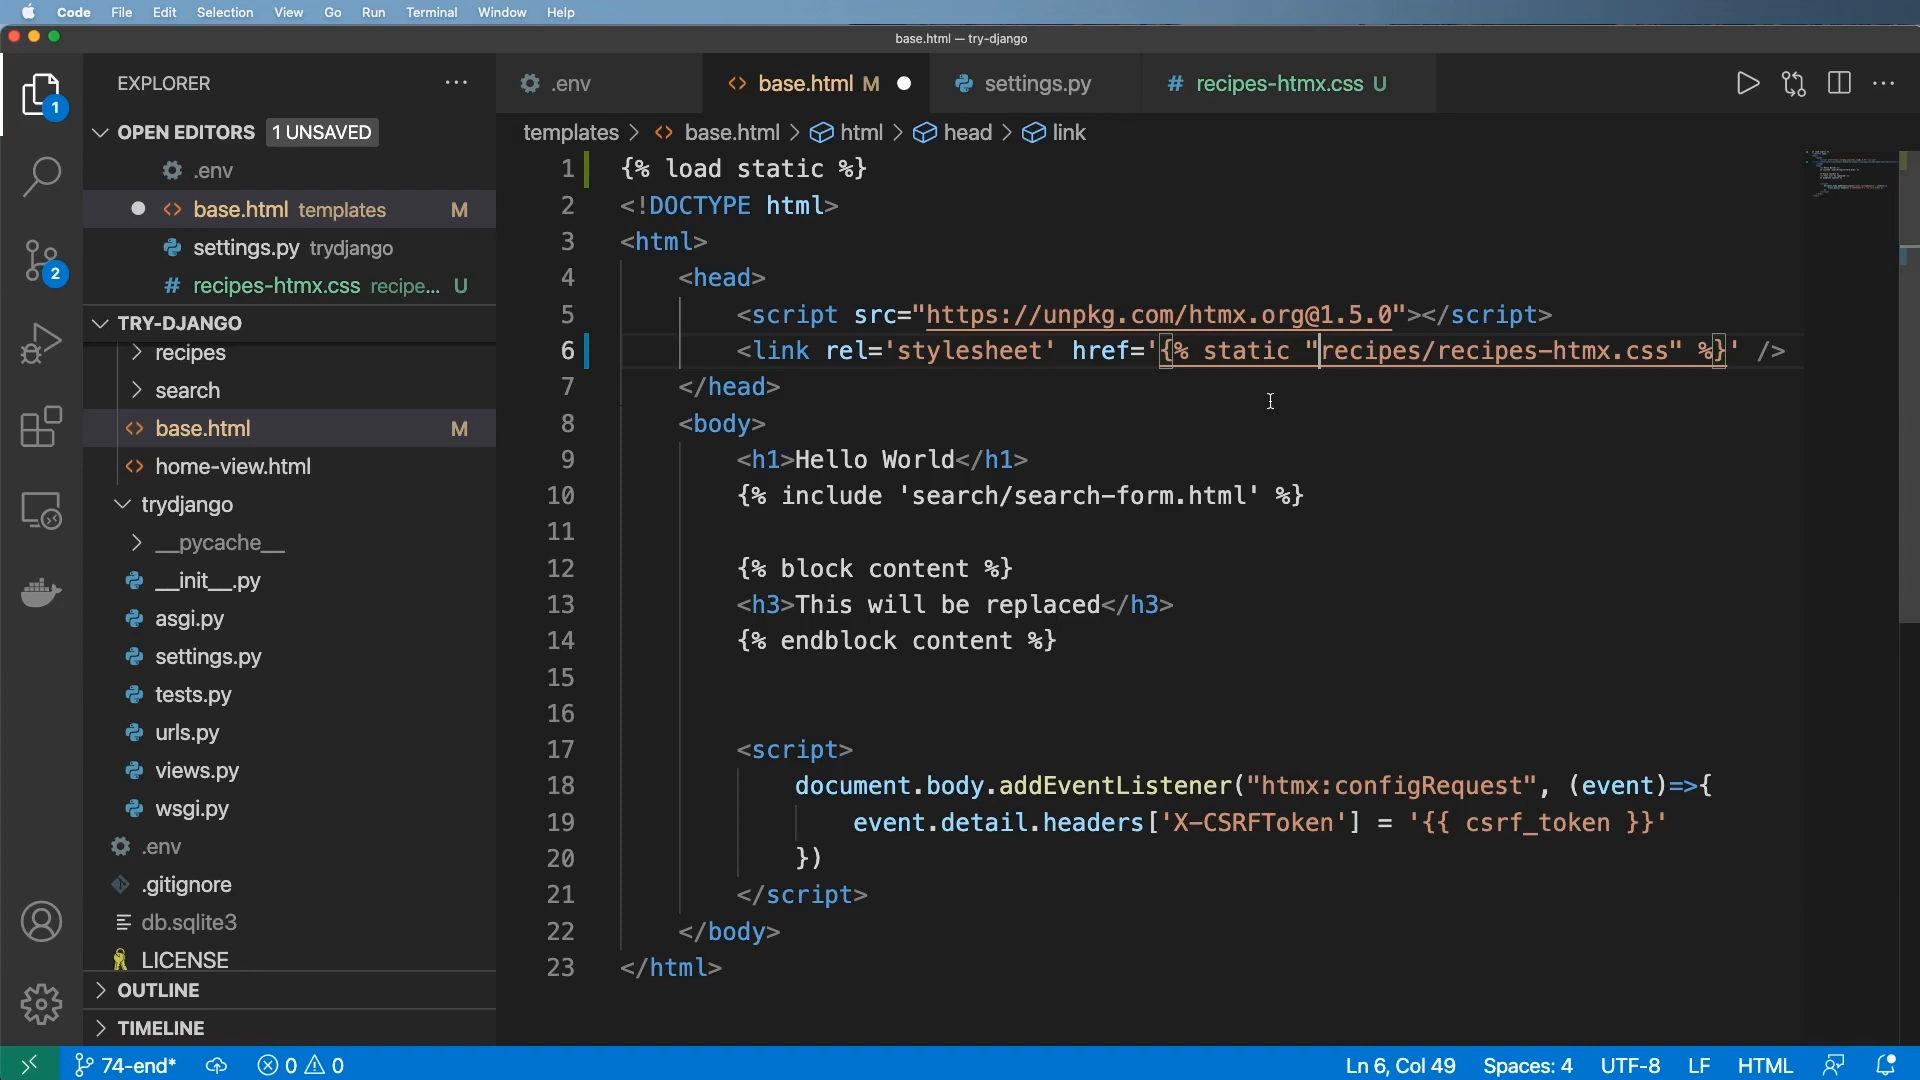 Code File Edit Selection View Go Run Terminal Window Help
base.html — try-django
EXPLORER
OPEN EDITORS 1 UNSAVED
.env
base.html templates M
settings.py trydjango
recipes-htmx.css recipe... U
TRY-DJANGO
recipes
search
base.html M
home-view.html
trydjango
__pycache__
__init__.py
asgi.py
settings.py
tests.py
urls.py
views.py
wsgi.py
.env
.gitignore
db.sqlite3
LICENSE
OUTLINE
TIMELINE
1
2
.env base.html M settings.py # recipes-htmx.css U
templates > base.html > html > head > link
1 {% load static %}
2 <!DOCTYPE html>
3 <html>
4 <head>
5 <script src="https://unpkg.com/htmx.org@1.5.0"></script>
6 <link rel='stylesheet' href='{% static "recipes/recipes-htmx.css" %}' />
7 </head>
8 <body>
9 <h1>Hello World</h1>
10 {% include 'search/search-form.html' %}
11
12 {% block content %}
13 <h3>This will be replaced</h3>
14 {% endblock content %}
15
16
17 <script>
18 document.body.addEventListener("htmx:configRequest", (event)=>{
19 event.detail.headers['X-CSRFToken'] = '{{ csrf_token }}'
20 })
21 </script>
22 </body>
23 </html>
74-end* 0 0 Ln 6, Col 49 Spaces: 4 UTF-8 LF HTML